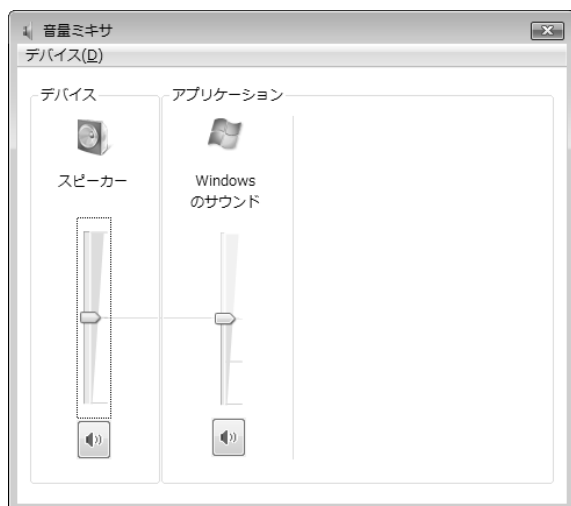 音量ミキサ
デバイス(D)
デバイス
アプリケーション
スピーカー
Windows
のサウンド